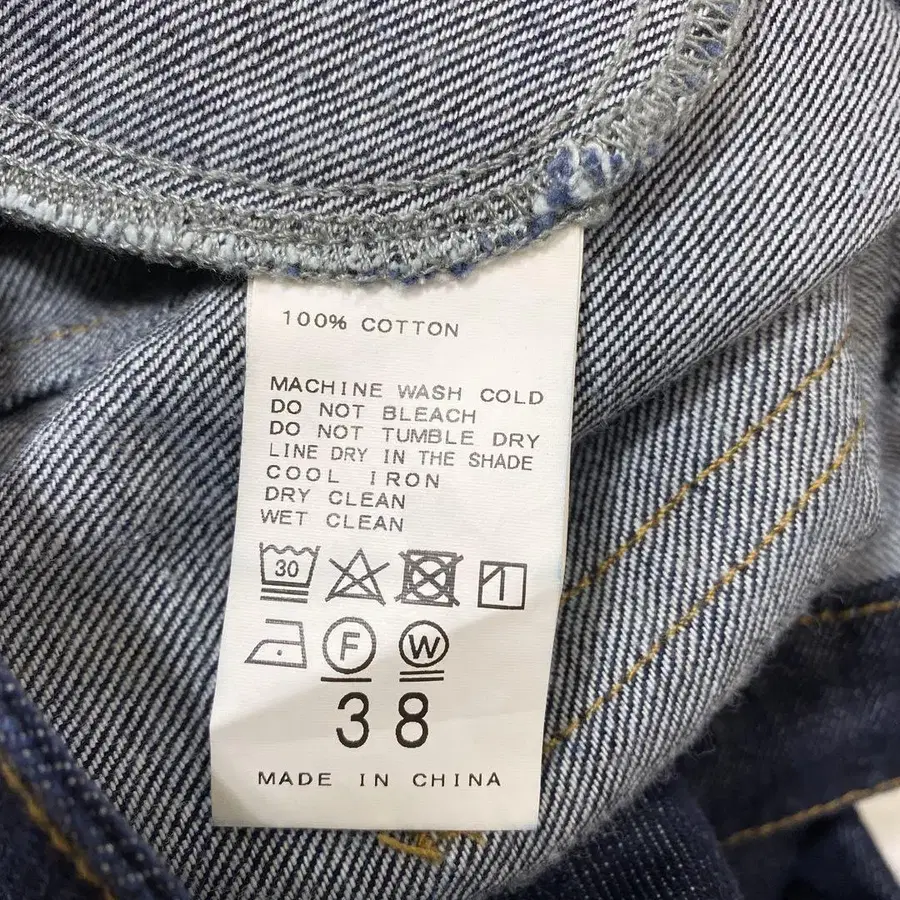 100% COTTON
MACHINE WASH COLD
DO NOT BLEACH
DO NOT TUMBLE DRY
LINE DRY IN THE SHADE
COOL IRON
DRY CLEAN
WET CLEAN
30
F W
38
MADE IN CHINA